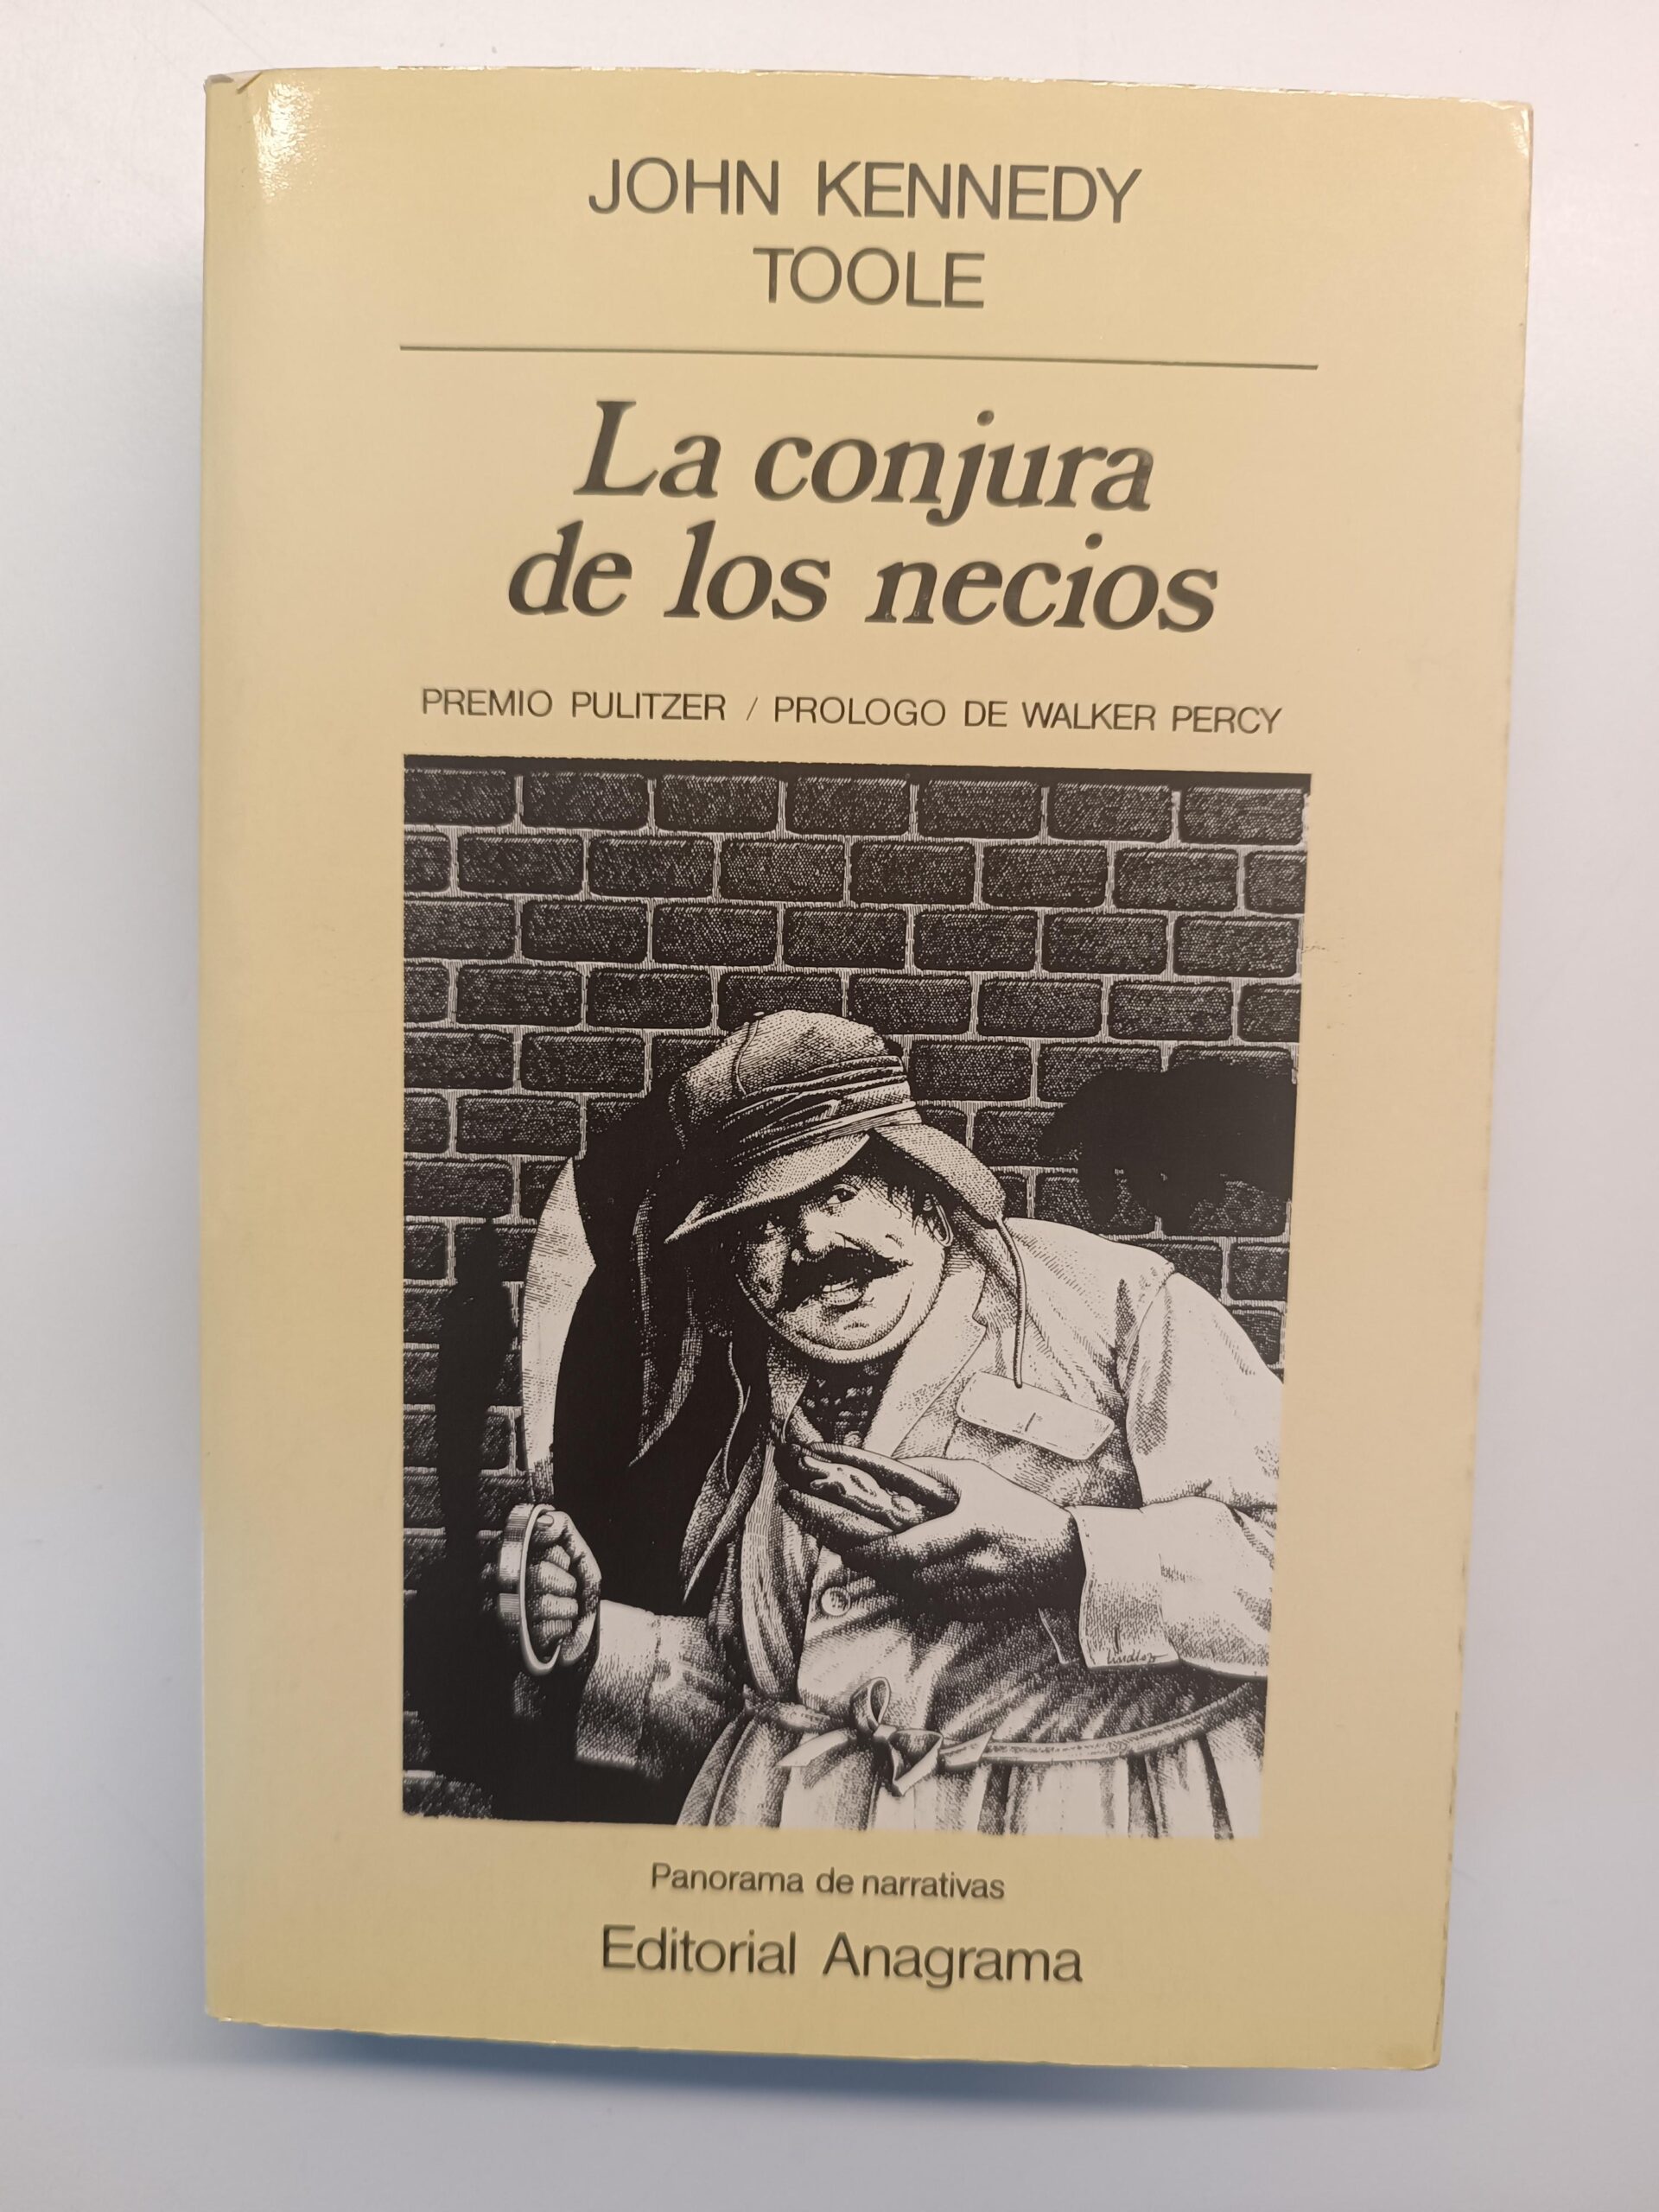 JOHN KENNEDY
TOOLE
La conjura
de los necios
PREMIO PULITZER / PROLOGO DE WALKER PERCY
Panorama de narrativas
Editorial Anagrama